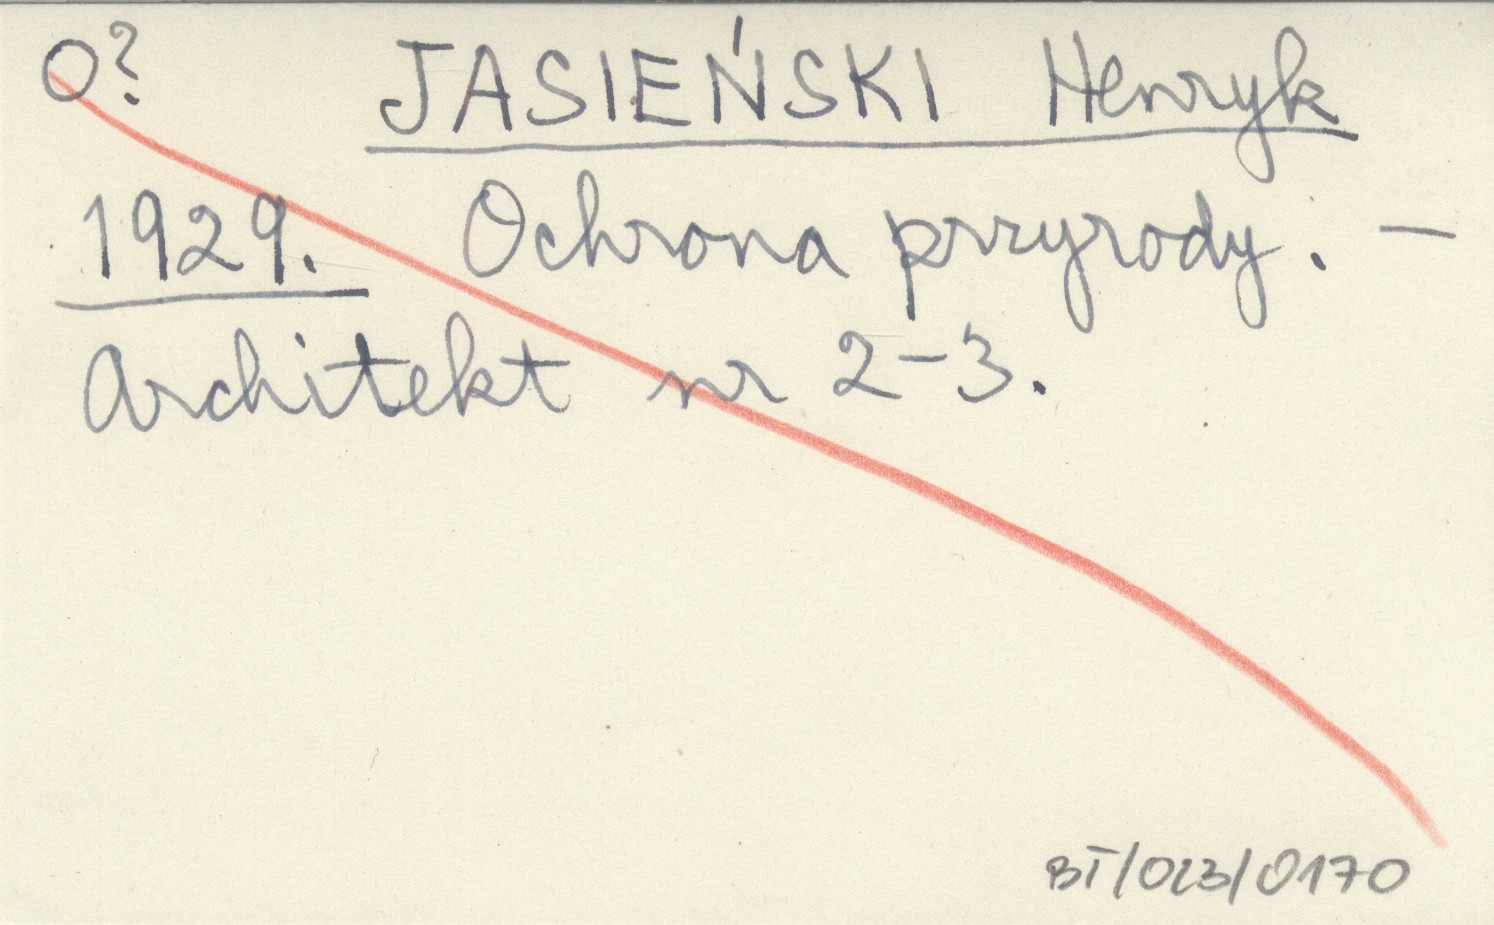 O? JASIEŃSKI Henryk
1929. Ochrona przyrody. –
Architekt nr 2–3.
BT/023/0170